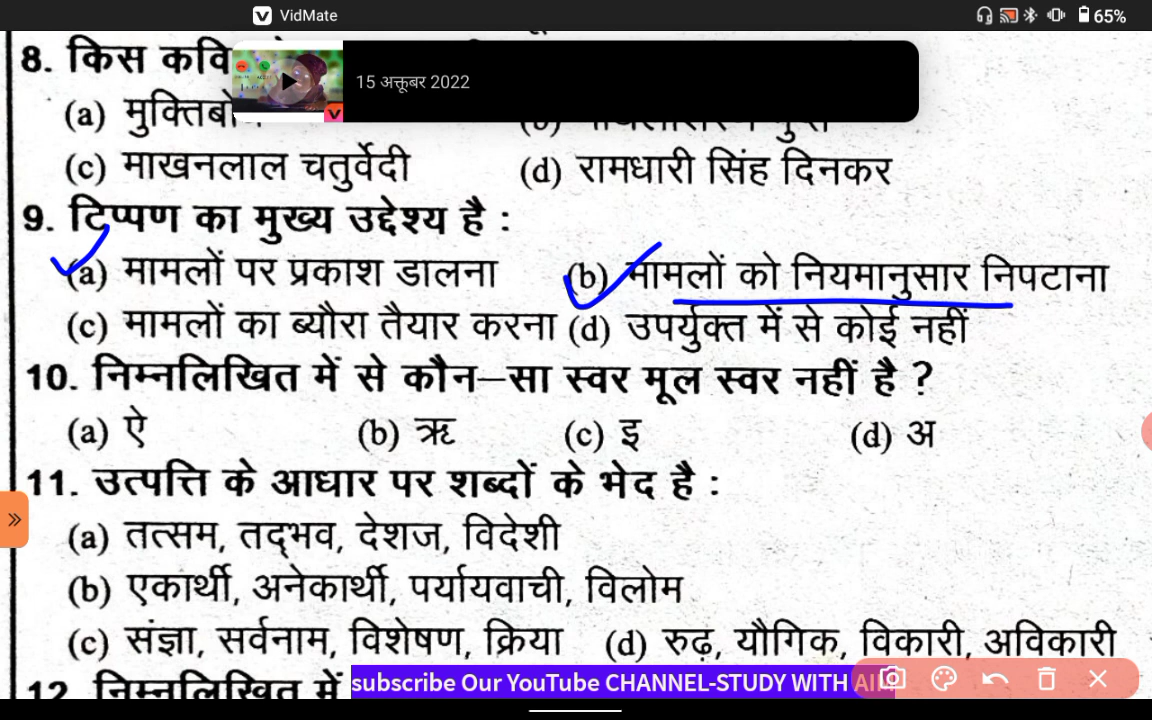 VidMate
65%
8. किस कवि
15 अक्तूबर 2022
(a)
(c) माखनलाल चतुर्वेदी (d) रामधारी सिंह दिनकर
9. टिप्पण का मुख्य उद्देश्य है :
(a) मामलों पर प्रकाश डालना (b) मामलों को नियमानुसार निपटाना
(c) मामलों का ब्यौरा तैयार करना (d) उपर्युक्त में से कोई नहीं
10. निम्नलिखित में से कौन–सा स्वर मूल स्वर नहीं है ?
(a) ऐ (b) ऋ (c) इ (d) अ
11. उत्पत्ति के आधार पर शब्दों के भेद है :
(a) तत्सम, तद्भव, देशज, विदेशी
(b) एकार्थी, अनेकार्थी, पर्यायवाची, विलोम
(c) संज्ञा, सर्वनाम, विशेषण, क्रिया (d) रुढ़, यौगिक, विकारी, अविकारी
12. निम्नलिखित में
subscribe Our YouTube CHANNEL-STUDY WITH